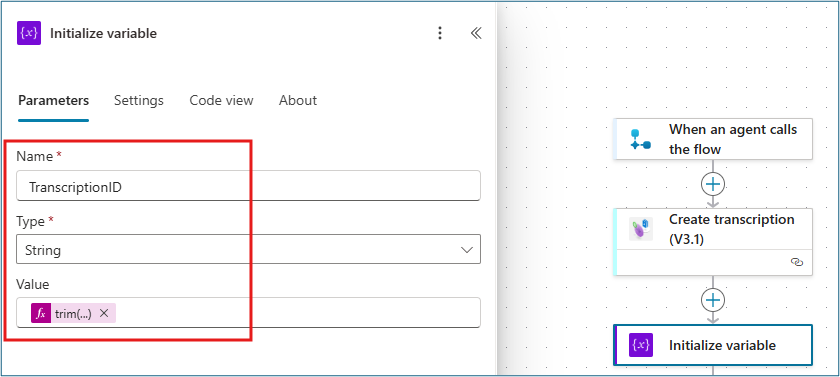 {x} Initialize variable
Parameters Settings Code view About
Name *
TranscriptionID
Type *
String
Value
fx trim(...) ×
When an agent calls
the flow
Create transcription
(V3.1)
{x} Initialize variable